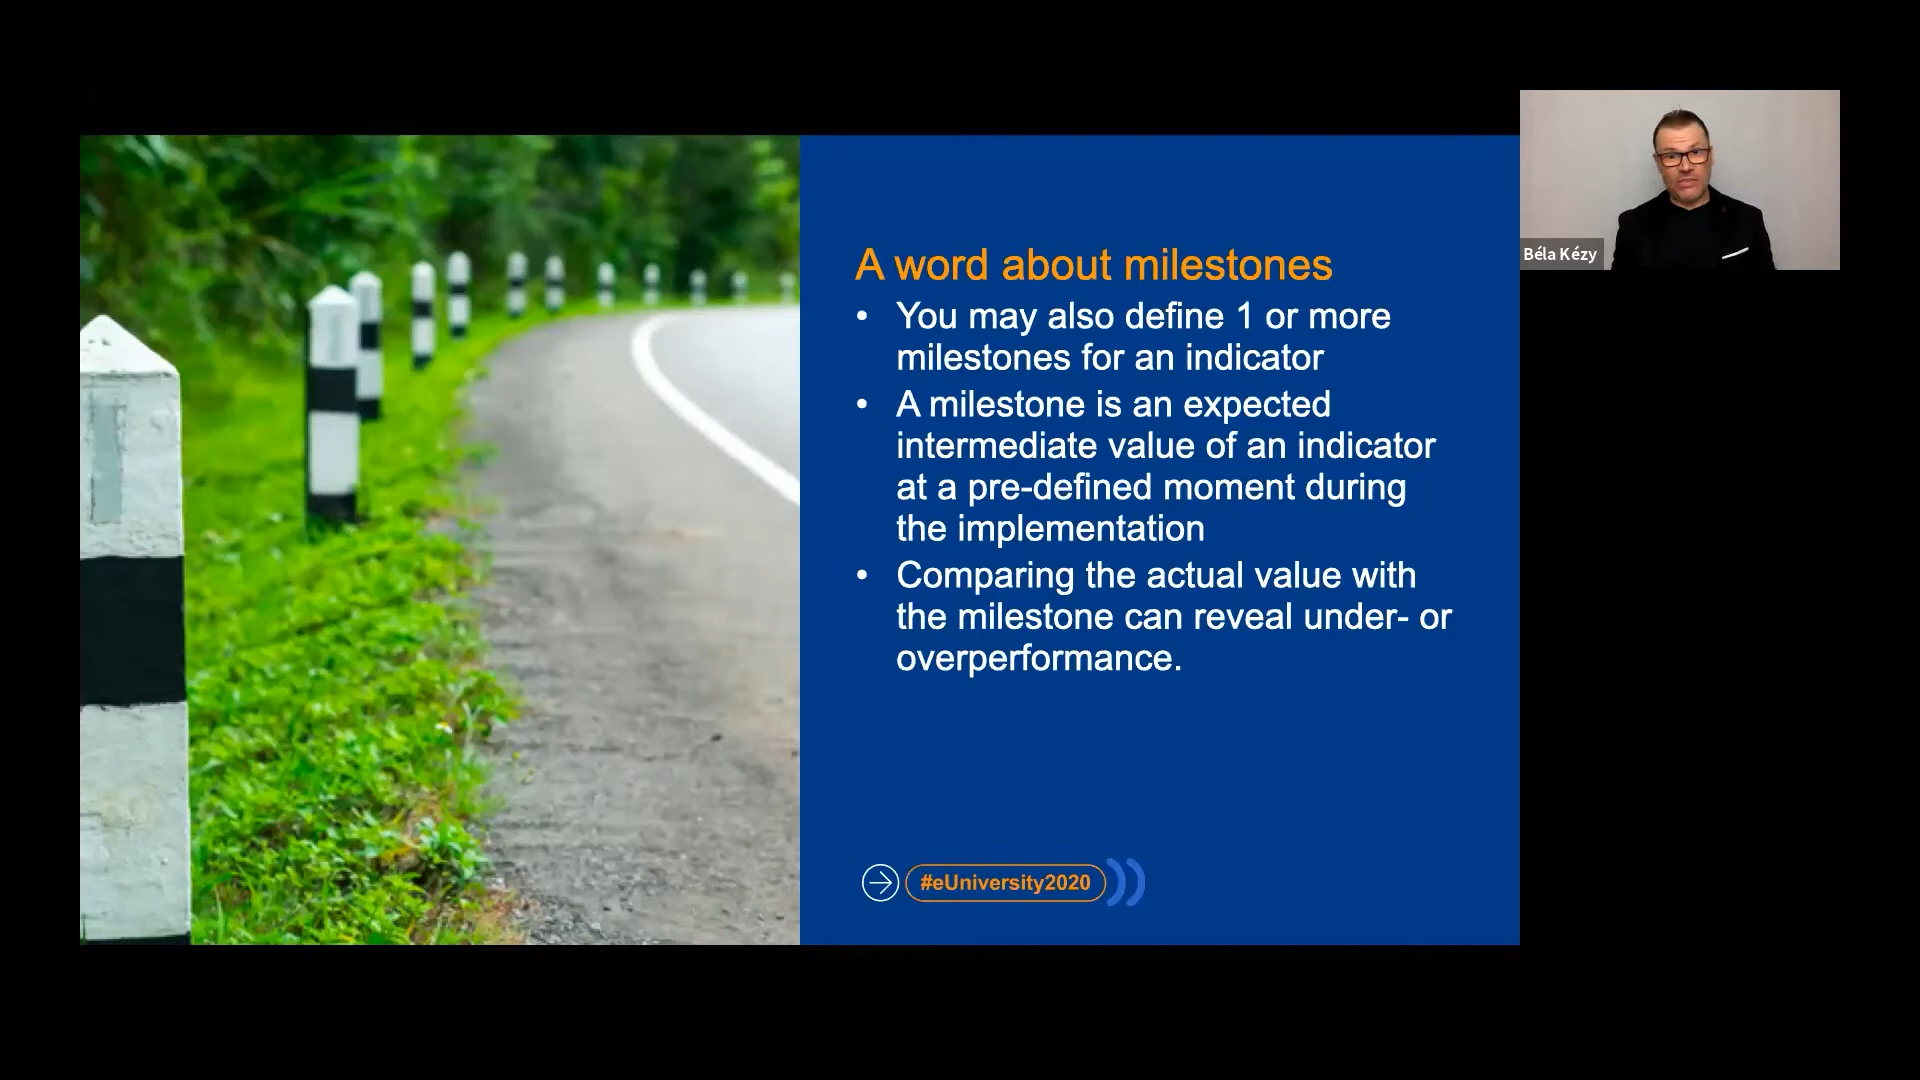 A word about milestones
• You may also define 1 or more
milestones for an indicator
• A milestone is an expected
intermediate value of an indicator
at a pre-defined moment during
the implementation
• Comparing the actual value with
the milestone can reveal under- or
overperformance.
#eUniversity2020
Béla Kézy